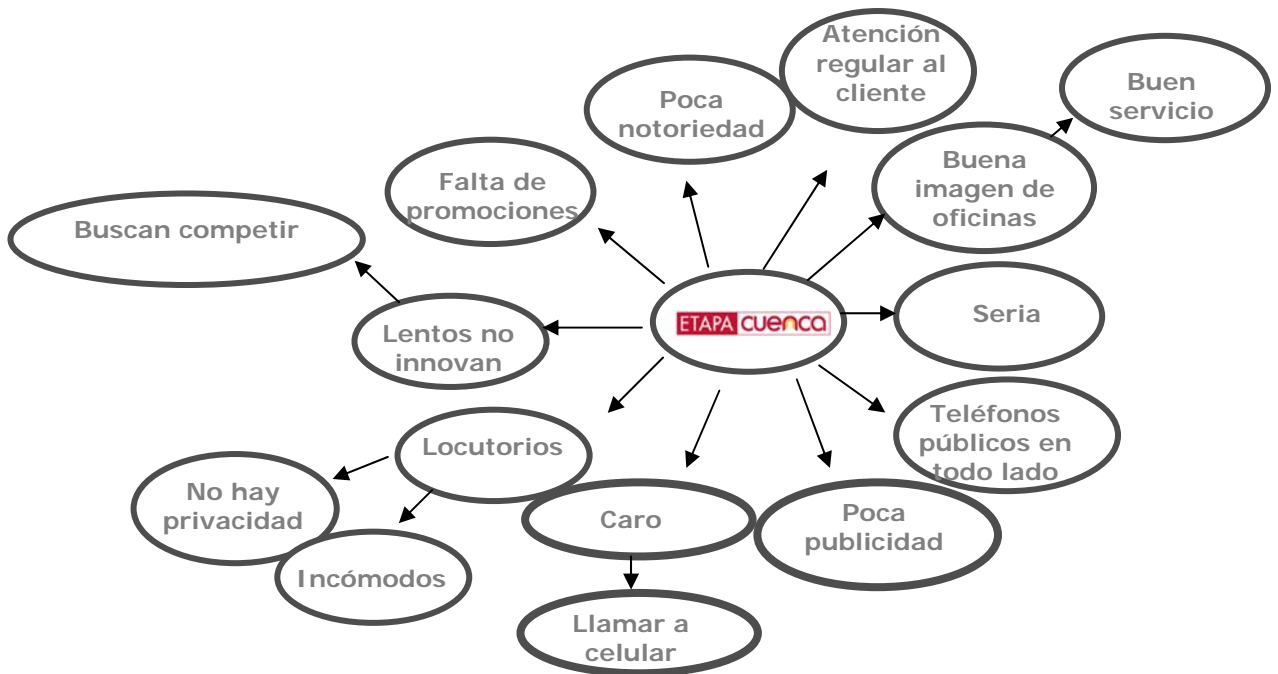 Atención
regular al
cliente
Buen
servicio
Poca
notoriedad
Buena
imagen de
oficinas
Falta de
promociones
Buscan competir
Seria
ETAPA cuenca
Lentos no
innovan
Teléfonos
públicos en
todo lado
Locutorios
No hay
privacidad
Caro
Poca
publicidad
Incómodos
Llamar a
celular